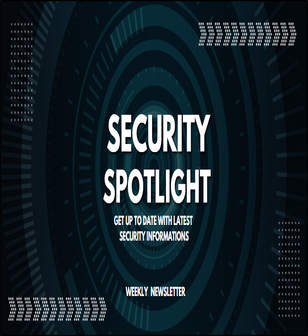 SECURITY
SPOTLIGHT
GET UP TO DATE WITH LATEST
SECURITY INFORMATIONS
WEEKLY NEWSLETTER